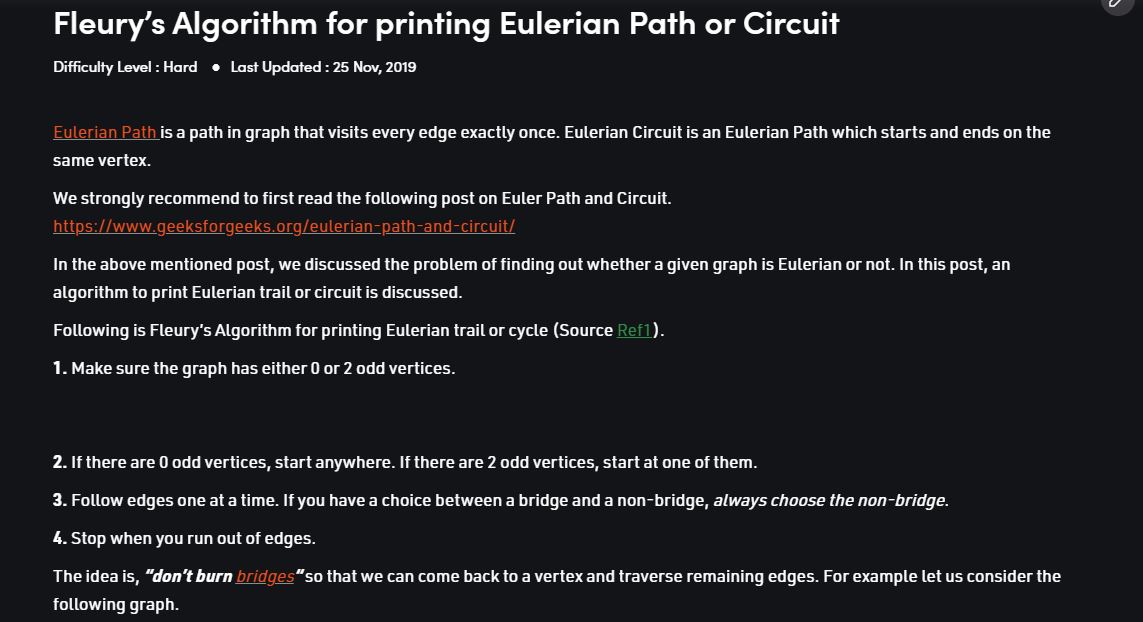 Fleury’s Algorithm for printing Eulerian Path or Circuit
Difficulty Level : Hard ● Last Updated : 25 Nov, 2019
Eulerian Path is a path in graph that visits every edge exactly once. Eulerian Circuit is an Eulerian Path which starts and ends on the
same vertex.
We strongly recommend to first read the following post on Euler Path and Circuit.
https://www.geeksforgeeks.org/eulerian-path-and-circuit/
In the above mentioned post, we discussed the problem of finding out whether a given graph is Eulerian or not. In this post, an
algorithm to print Eulerian trail or circuit is discussed.
Following is Fleury’s Algorithm for printing Eulerian trail or cycle (Source Ref1).
1. Make sure the graph has either 0 or 2 odd vertices.
2. If there are 0 odd vertices, start anywhere. If there are 2 odd vertices, start at one of them.
3. Follow edges one at a time. If you have a choice between a bridge and a non-bridge, always choose the non-bridge.
4. Stop when you run out of edges.
The idea is, “don’t burn bridges“ so that we can come back to a vertex and traverse remaining edges. For example let us consider the
following graph.